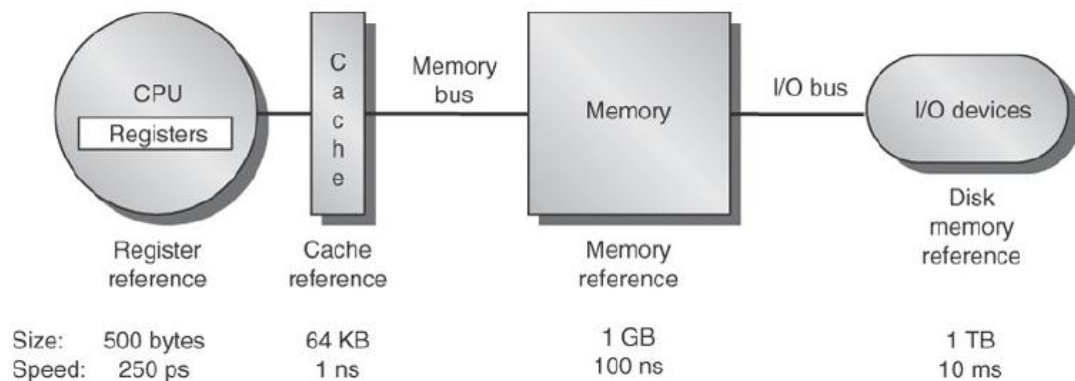 CPU
Registers
C
a
c
h
e
Memory
bus
Memory
I/O bus
I/O devices
Register
reference
Cache
reference
Memory
reference
Disk
memory
reference
Size: 500 bytes 64 KB 1 GB 1 TB
Speed: 250 ps 1 ns 100 ns 10 ms